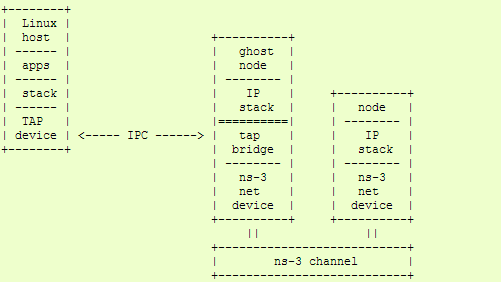 +--------+
|  Linux |
|  host  |                    +----------+
| ------ |                    |   ghost  |
|  apps  |                    |   node   |
| ------ |                    | -------- |
|  stack |                    |    IP    |     +----------+
| ------ |                    |   stack  |     |   node   |
|  TAP   |                    |==========|     | -------- |
| device | <----- IPC ------> |   tap    |     |    IP    |
+--------+                    |  bridge  |     |   stack  |
                              | -------- |     | -------- |
                              |   ns-3   |     |   ns-3   |
                              |   net    |     |   net    |
                              |  device  |     |  device  |
                              +----------+     +----------+
                                   ||               ||
                              +---------------------------+
                              |        ns-3 channel       |
                              +---------------------------+